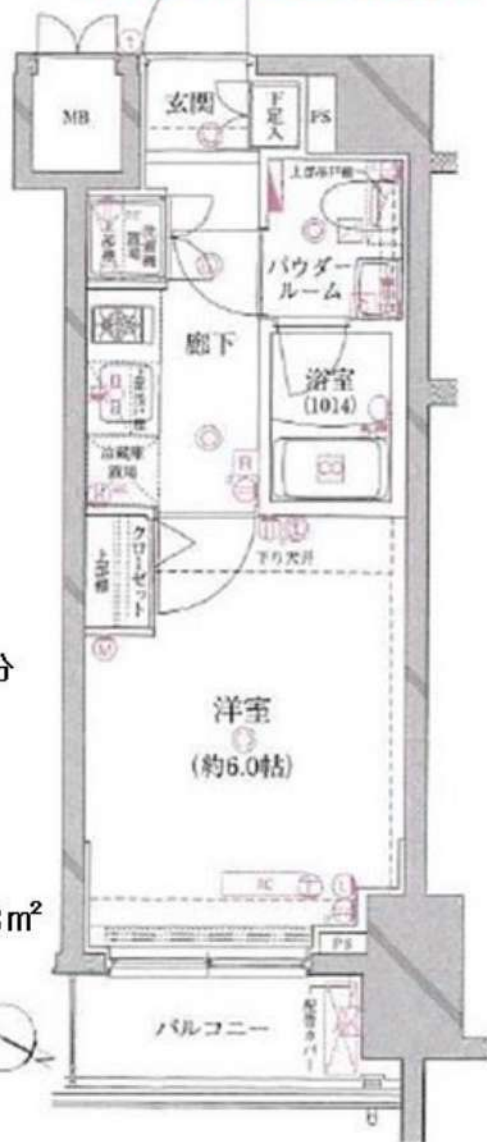 MB
玄関
下足入
PS
上部吊戸棚
パウダー
ルーム
洗濯機
置場
廊下
浴室
(1014)
CO
冷蔵庫
置場
R
クローゼット
下り天井
M
分
洋室
(約6.0帖)
AC
T
L
㎡
PS
バルコニー
配管カバー
N